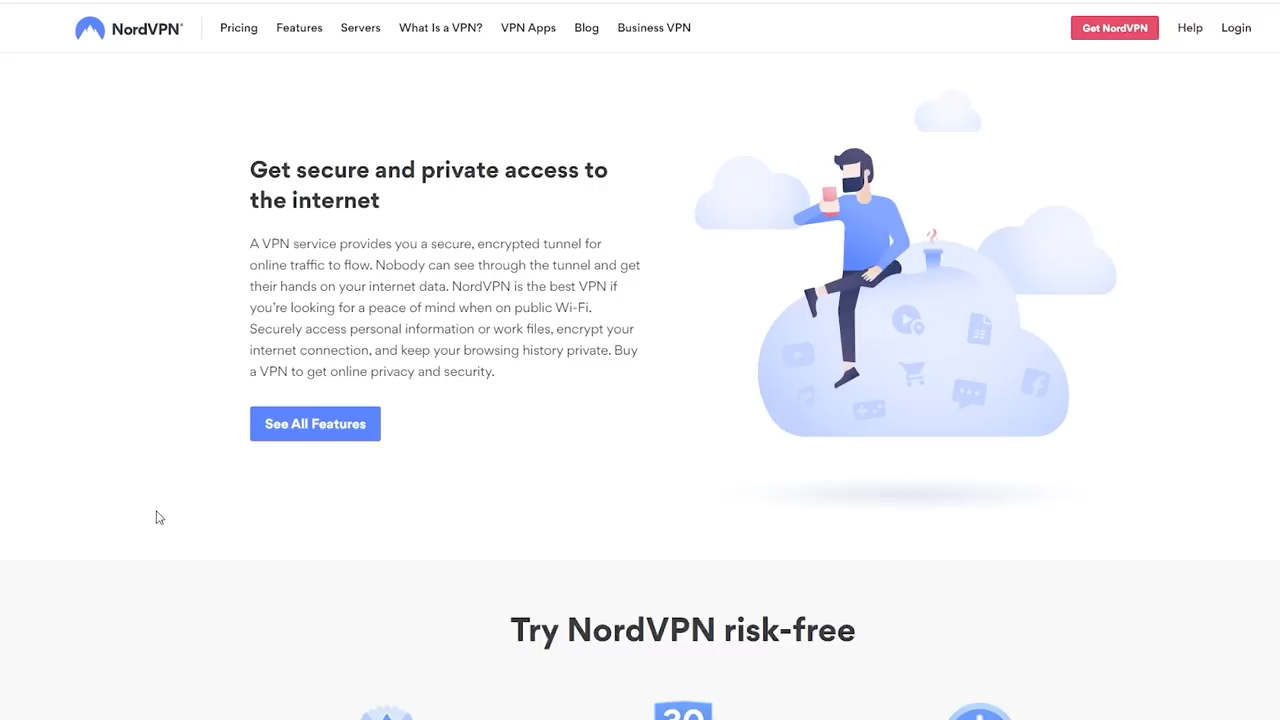 NordVPN®
Pricing
Features
Servers
What Is a VPN?
VPN Apps
Blog
Business VPN
Get NordVPN
Help
Login
Get secure and private access to
the internet
A VPN service provides you a secure, encrypted tunnel for
online traffic to flow. Nobody can see through the tunnel and get
their hands on your internet data. NordVPN is the best VPN if
you’re looking for a peace of mind when on public Wi-Fi.
Securely access personal information or work files, encrypt your
internet connection, and keep your browsing history private. Buy
a VPN to get online privacy and security.
See All Features
Try NordVPN risk-free
30